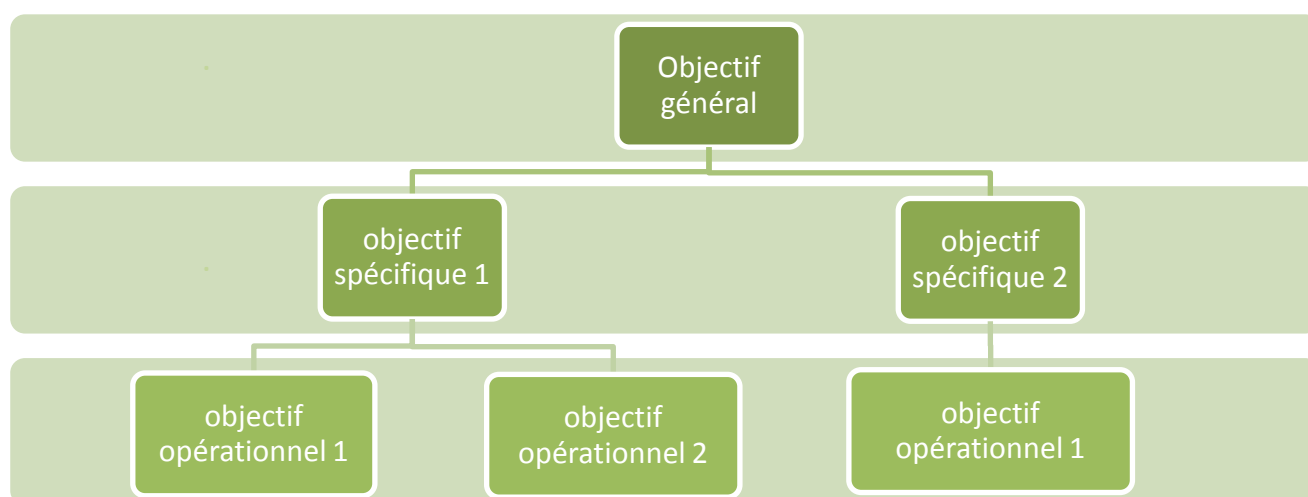 Objectif
général
objectif
spécifique 1
objectif
spécifique 2
objectif
opérationnel 1
objectif
opérationnel 2
objectif
opérationnel 1